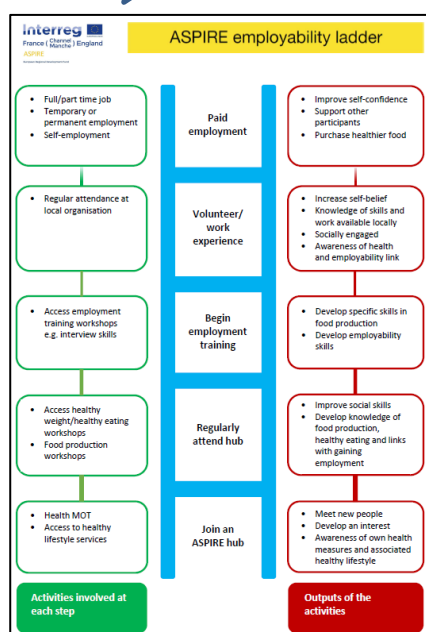 Interreg
France ( Channel Manche ) England
ASPIRE
ASPIRE employability ladder
• Full/part time job
• Temporary or
permanent employment
• Self-employment
Paid
employment
• Improve self-confidence
• Support other
participants
• Purchase healthier food
• Regular attendance at
local organisation
Volunteer/
work
experience
• Increase self-belief
• Knowledge of skills and
work available locally
• Socially engaged
• Awareness of health
and employability link
• Access employment
training workshops
e.g. interview skills
Begin
employment
training
• Develop specific skills in
food production
• Develop employability
skills
• Access healthy
weight/healthy eating
workshops
• Food production
workshops
Regularly
attend hub
• Improve social skills
• Develop knowledge of
food production,
healthy eating and links
with gaining
employment
• Health MOT
• Access to healthy
lifestyle services
Join an
ASPIRE hub
• Meet new people
• Develop an interest
• Awareness of own health
measures and associated
healthy lifestyle
Activities involved at
each step
Outputs of the
activities